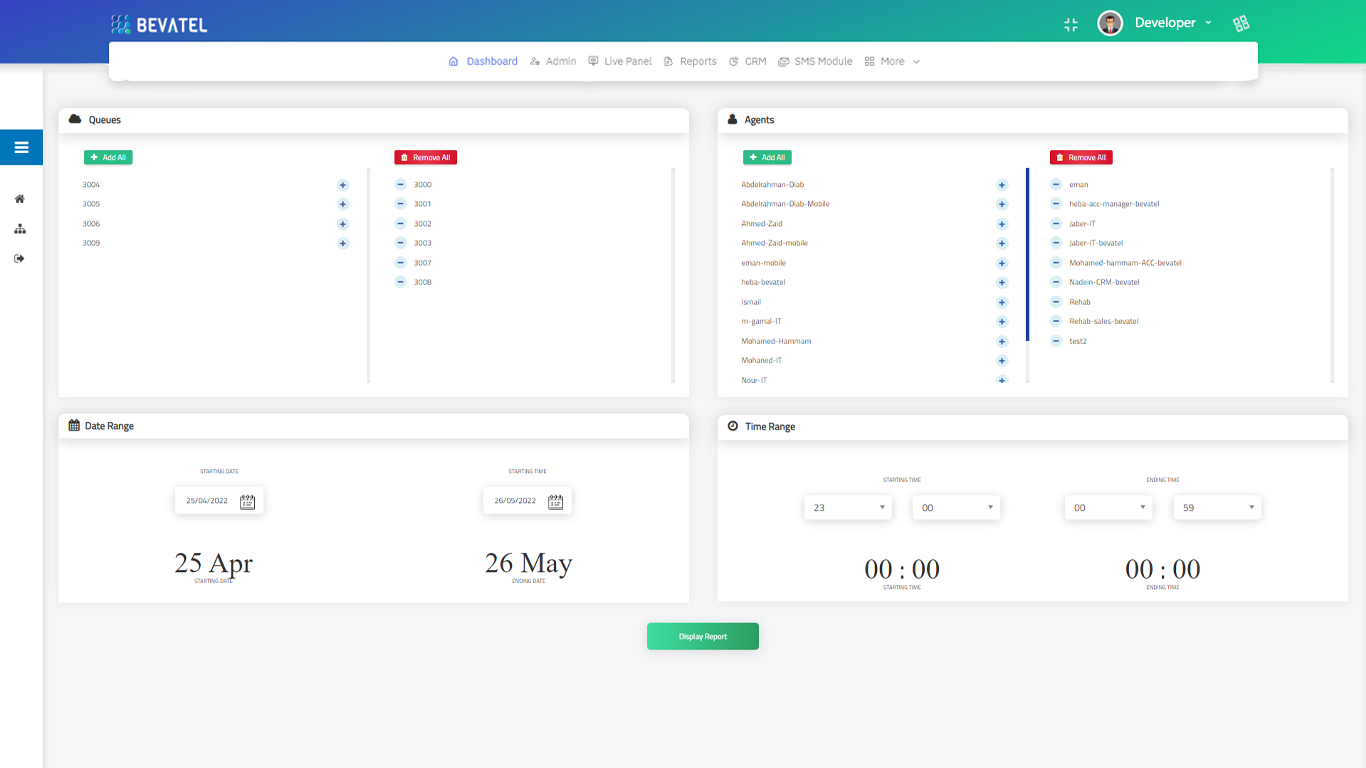 BEVATEL
Developer
Dashboard Admin Live Panel Reports CRM SMS Module More
Queues
Add All
Remove All
3004
3005
3006
3009
3000
3001
3002
3003
3007
3008
Agents
Add All
Remove All
Abdelrahman-Diab
Abdelrahman-Diab-Mobile
Ahmed-Zaid
Ahmed-Zaid-mobile
eman-mobile
heba-bevatel
Ismail
m-gamal-IT
Mohamed-Hammam
Mohaned-IT
Nour-IT
eman
heba-acc-manager-bevatel
Jaber-IT
Jaber-IT-bevatel
Mohamed-hammam-ACC-bevatel
Nadein-CRM-bevatel
Rehab
Rehab-sales-bevatel
test2
Date Range
STARTING DATE
25/04/2022
25 Apr
STARTING DATE
STARTING TIME
26/05/2022
26 May
ENDING DATE
Time Range
STARTING TIME
23 00
00 : 00
STARTING TIME
ENDING TIME
00 59
00 : 00
ENDING TIME
Display Report